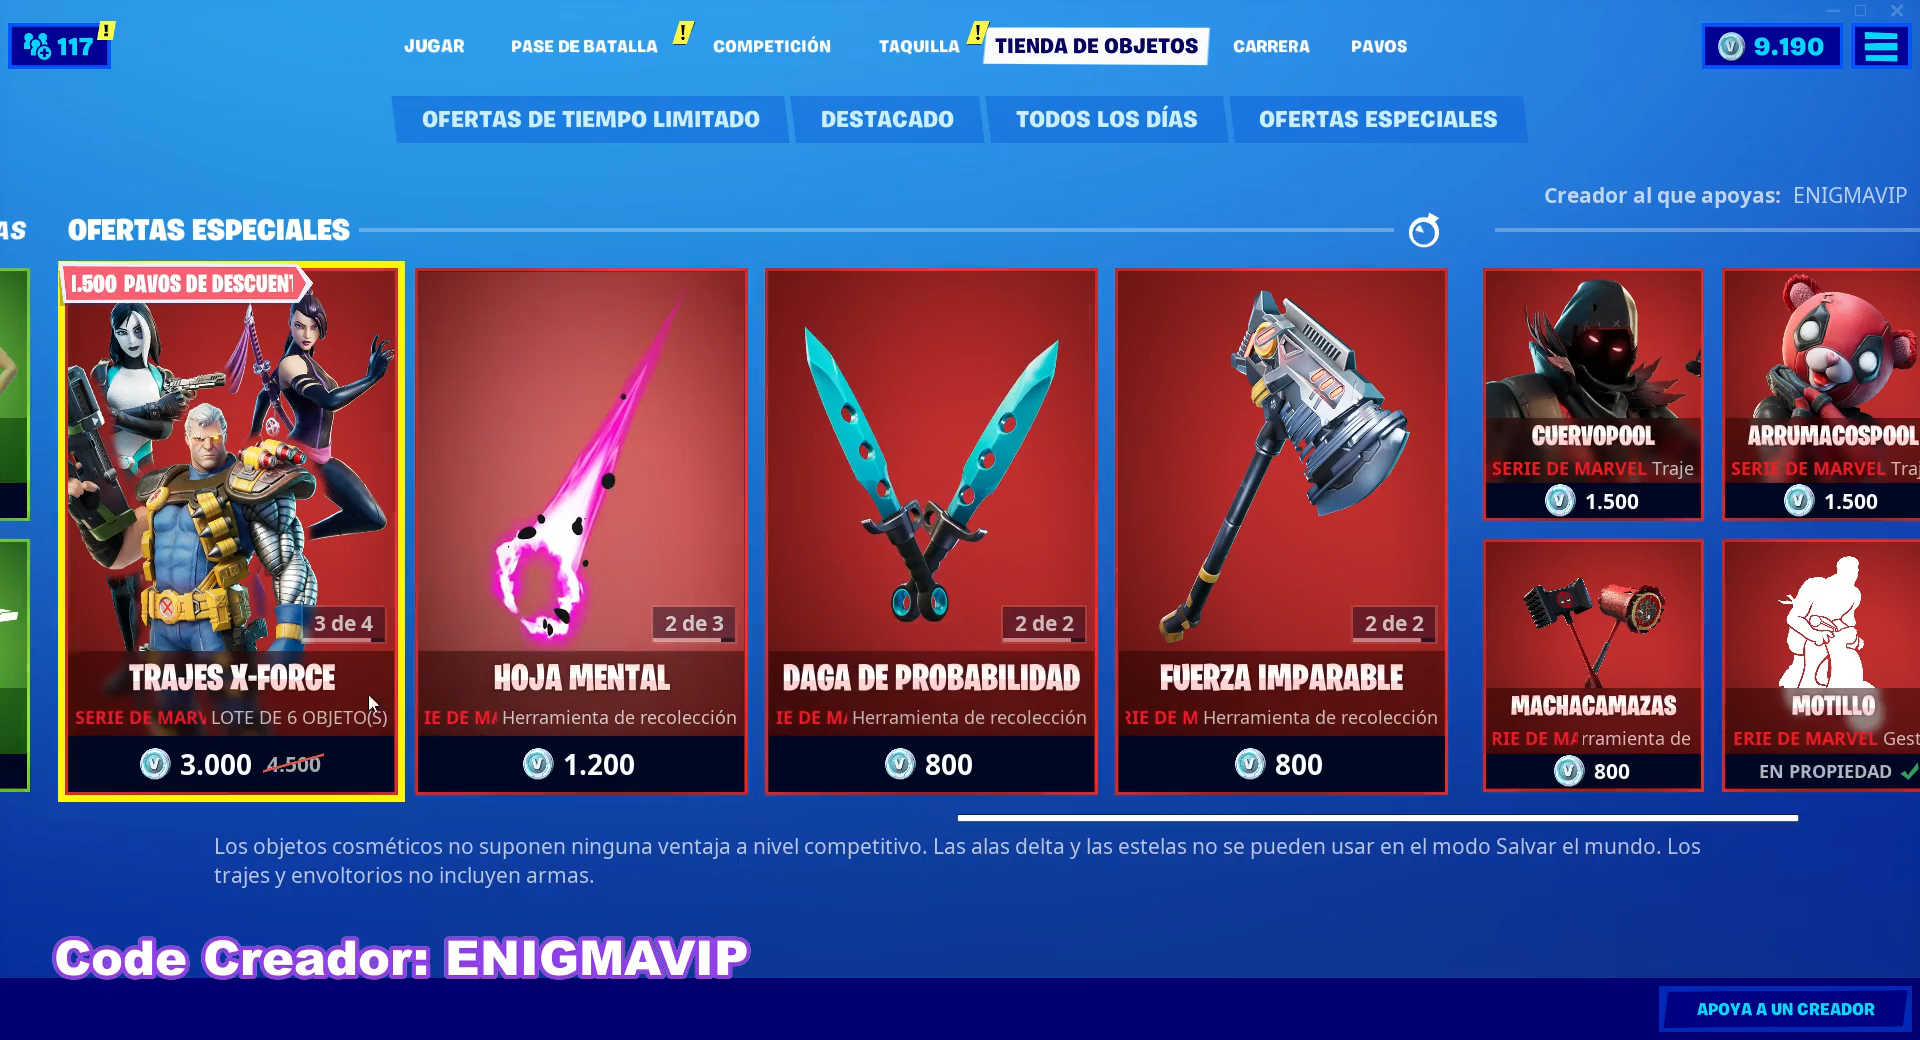 117
!
JUGAR
PASE DE BATALLA
!
COMPETICIÓN
TAQUILLA
!
TIENDA DE OBJETOS
CARRERA
PAVOS
9.190
OFERTAS DE TIEMPO LIMITADO
DESTACADO
TODOS LOS DÍAS
OFERTAS ESPECIALES
Creador al que apoyas: ENIGMAVIP
AS
OFERTAS ESPECIALES
1.500 PAVOS DE DESCUEN
3 de 4
TRAJES X-FORCE
SERIE DE MARV LOTE DE 6 OBJETO(S)
3.000 4.500
2 de 3
HOJA MENTAL
IE DE MA Herramienta de recolección
1.200
2 de 2
DAGA DE PROBABILIDAD
IE DE MA Herramienta de recolección
800
2 de 2
FUERZA IMPARABLE
RIE DE M Herramienta de recolección
800
CUERVOPOOL
SERIE DE MARVEL Traje
1.500
ARRUMACOSPOOL
SERIE DE MARVEL Traj
1.500
MACHACAMAZAS
RIE DE MA rramienta de
800
MOTILLO
ERIE DE MARVEL Gest
EN PROPIEDAD
Los objetos cosméticos no suponen ninguna ventaja a nivel competitivo. Las alas delta y las estelas no se pueden usar en el modo Salvar el mundo. Los
trajes y envoltorios no incluyen armas.
Code Creador: ENIGMAVIP
APOYA A UN CREADOR